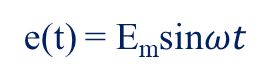 e(t) = Eₘsinωt